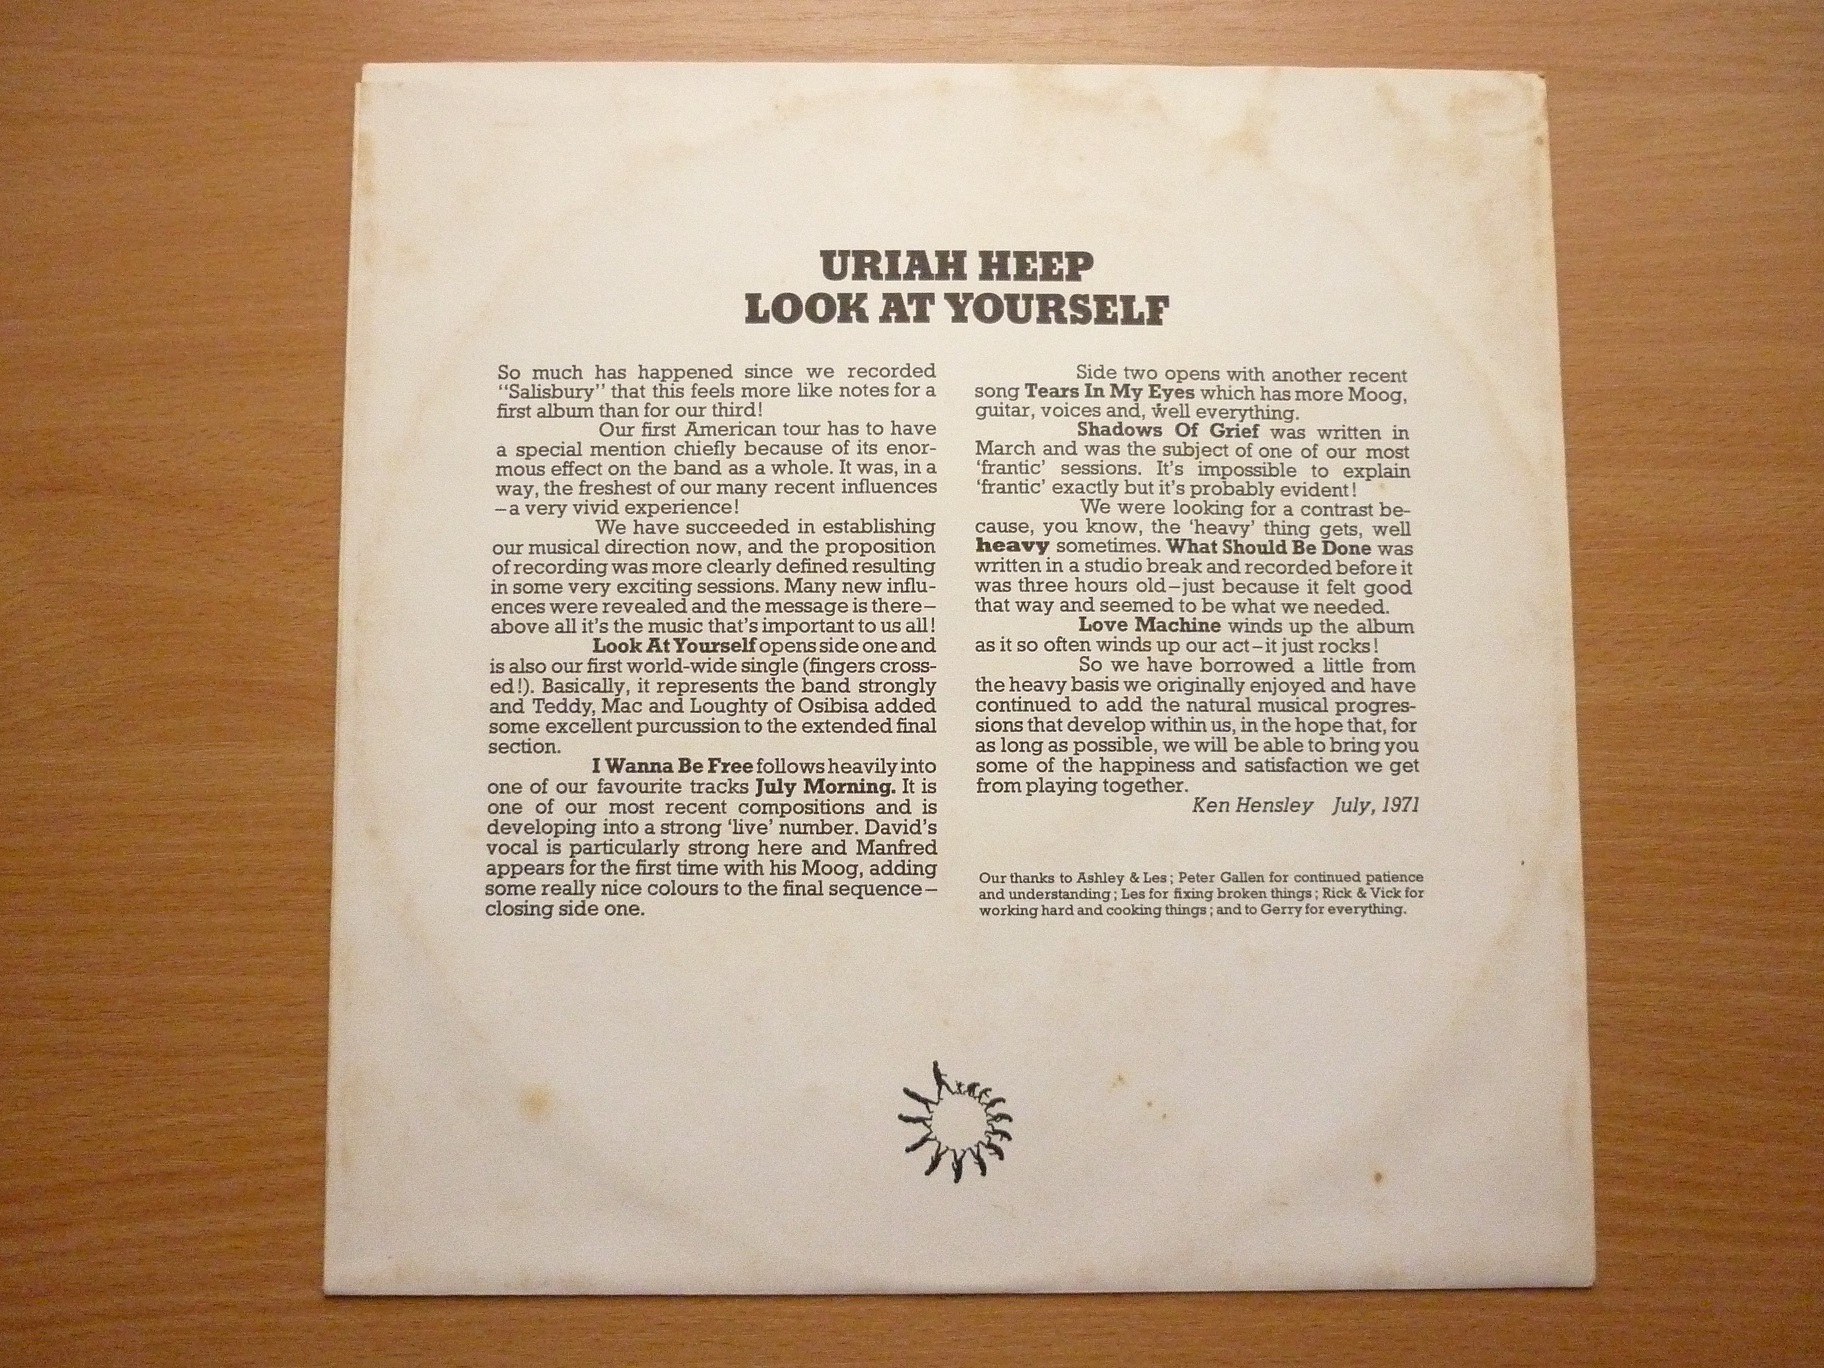 URIAH HEEP
LOOK AT YOURSELF
So much has happened since we recorded
"Salisbury" that this feels more like notes for a
first album than for our third!
Our first American tour has to have
a special mention chiefly because of its enor-
mous effect on the band as a whole. It was, in a
way, the freshest of our many recent influences
–a very vivid experience!
We have succeeded in establishing
our musical direction now, and the proposition
of recording was more clearly defined resulting
in some very exciting sessions. Many new influ-
ences were revealed and the message is there–
above all it's the music that's important to us all!
Look At Yourself opens side one and
is also our first world-wide single (fingers cross-
ed!). Basically, it represents the band strongly
and Teddy, Mac and Loughty of Osibisa added
some excellent purcussion to the extended final
section.
I Wanna Be Free follows heavily into
one of our favourite tracks July Morning. It is
one of our most recent compositions and is
developing into a strong 'live' number. David's
vocal is particularly strong here and Manfred
appears for the first time with his Moog, adding
some really nice colours to the final sequence–
closing side one.
Side two opens with another recent
song Tears In My Eyes which has more Moog,
guitar, voices and, well everything.
Shadows Of Grief was written in
March and was the subject of one of our most
'frantic' sessions. It's impossible to explain
'frantic' exactly but it's probably evident!
We were looking for a contrast be-
cause, you know, the 'heavy' thing gets, well
heavy sometimes. What Should Be Done was
written in a studio break and recorded before it
was three hours old–just because it felt good
that way and seemed to be what we needed.
Love Machine winds up the album
as it so often winds up our act–it just rocks!
So we have borrowed a little from
the heavy basis we originally enjoyed and have
continued to add the natural musical progres-
sions that develop within us, in the hope that, for
as long as possible, we will be able to bring you
some of the happiness and satisfaction we get
from playing together.
Ken Hensley July, 1971
Our thanks to Ashley & Les; Peter Gallen for continued patience
and understanding; Les for fixing broken things; Rick & Vick for
working hard and cooking things; and to Gerry for everything.